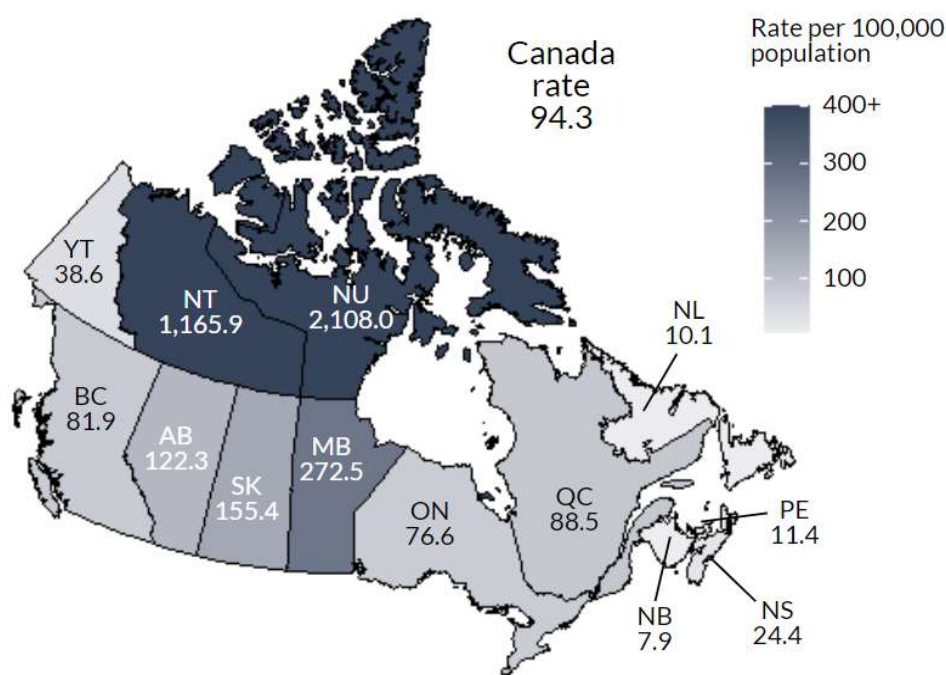 Canada
rate
94.3
Rate per 100,000
population
400+
300
200
100
YT
38.6
NT
1,165.9
NU
2,108.0
NL
10.1
BC
81.9
AB
122.3
SK
155.4
MB
272.5
ON
76.6
QC
88.5
PE
11.4
NB
7.9
NS
24.4